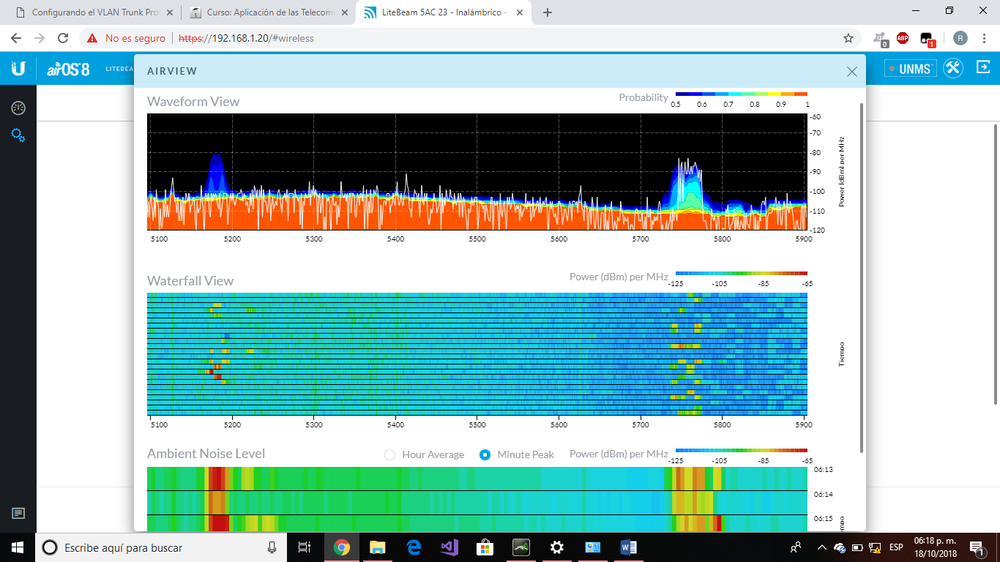 Configurando el VLAN Trunk Prot
Curso: Aplicación de las Telecomu
LiteBeam 5AC 23 - Inalámbrico -
No es seguro
https://192.168.1.20/#wireless
0
ABP
1
R
U
airOS 8
LITEBEA
UNMS
AIRVIEW
Waveform View
Probability
0.5 0.6 0.7 0.8 0.9 1
-60
-70
-80
-90
-100
-110
-120
Power (dBm) per MHz
5100 5200 5300 5400 5500 5600 5700 5800 5900
Waterfall View
Power (dBm) per MHz
-125 -105 -85 -65
Tiempo
5100 5200 5300 5400 5500 5600 5700 5800 5900
Ambient Noise Level
Hour Average
Minute Peak
Power (dBm) per MHz
-125 -105 -85 -65
06:13
06:14
06:15
Escribe aquí para buscar
ESP
06:18 p. m.
18/10/2018
1